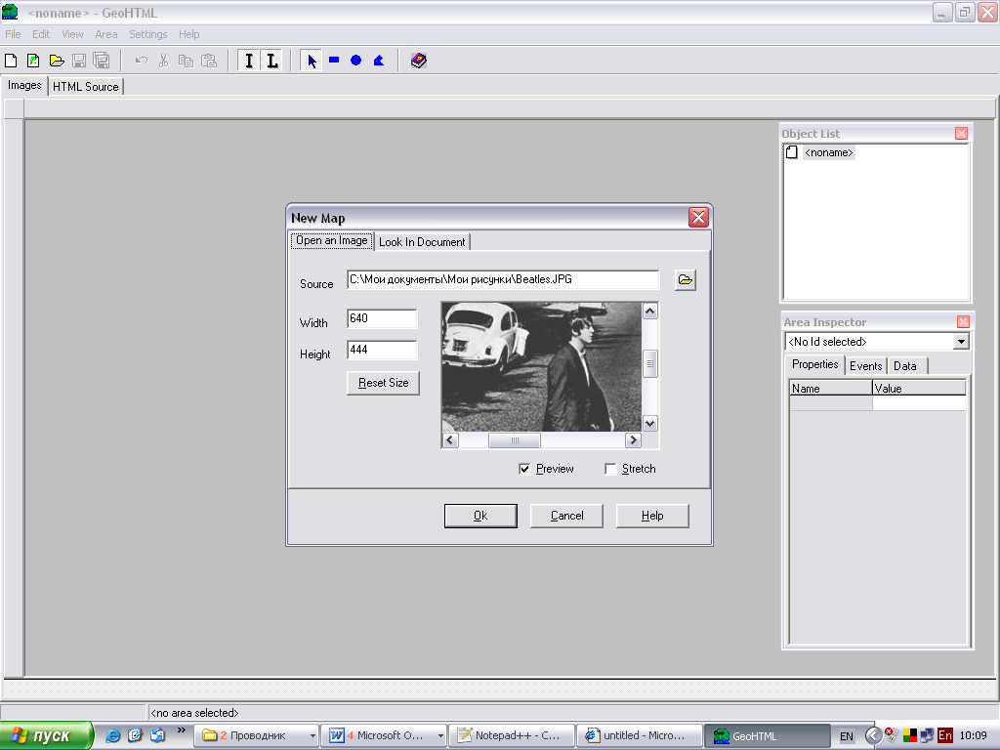 <noname> - GeoHTML
File Edit View Area Settings Help
I L
Images HTML Source
Object List
<noname>
New Map
Open an Image Look In Document
Source C:\Мои документы\Мои рисунки\Beatles.JPG
Width 640
Height 444
Reset Size
Preview Stretch
Ok Cancel Help
Area Inspector
<No Id selected>
Properties Events Data
Name Value
<no area selected>
пуск » 2 Проводник 4 Microsoft O... Notepad++ - C... untitled - Micro... GeoHTML EN En 10:09